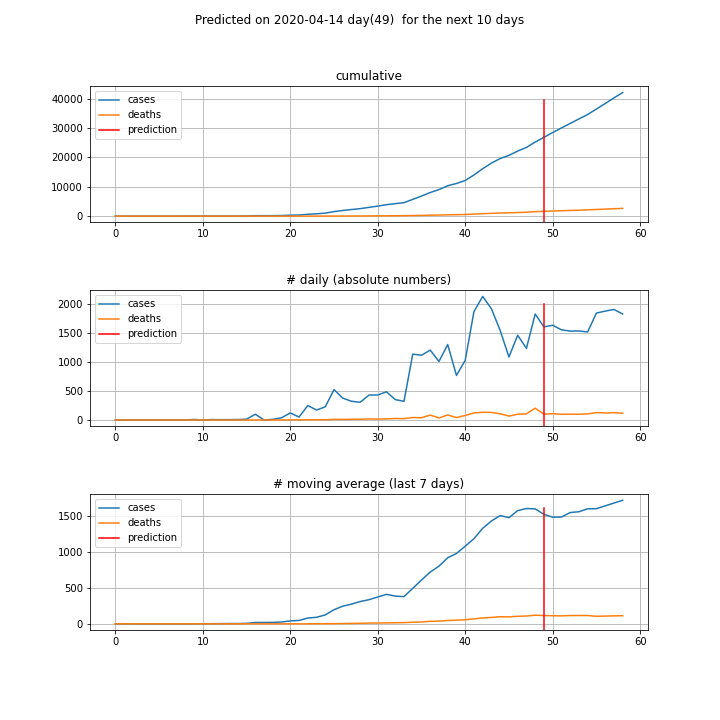 Predicted on 2020-04-14 day(49)  for the next 10 days
cumulative
cases
deaths
prediction
40000
30000
20000
10000
0
0 10 20 30 40 50 60
# daily (absolute numbers)
cases
deaths
prediction
2000
1500
1000
500
0
0 10 20 30 40 50 60
# moving average (last 7 days)
cases
deaths
prediction
1500
1000
500
0
0 10 20 30 40 50 60